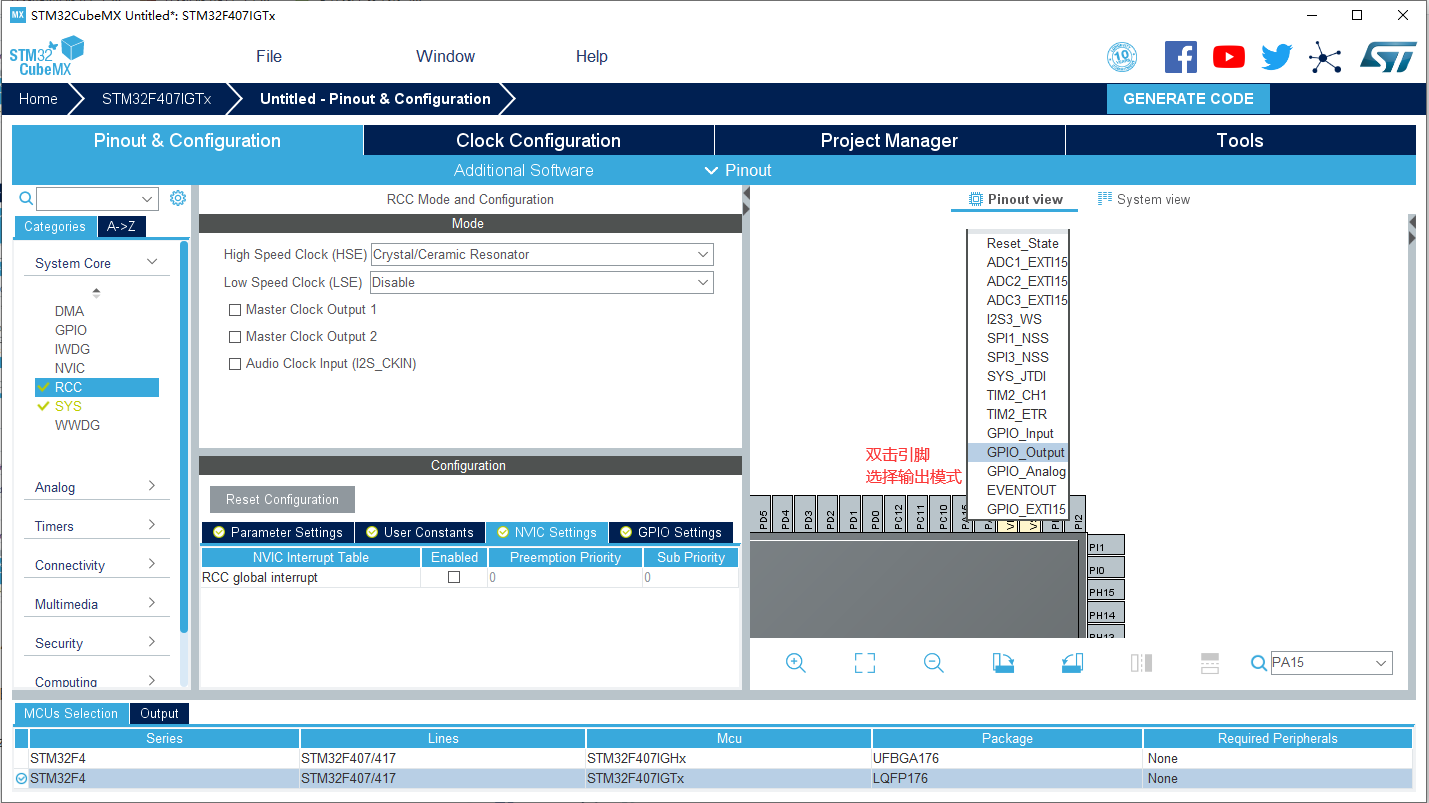 MX STM32CubeMX Untitled*: STM32F407IGTx
STM32
CubeMX
File
Window
Help
10
ST
Home
STM32F407IGTx
Untitled - Pinout & Configuration
GENERATE CODE
Pinout & Configuration
Clock Configuration
Project Manager
Tools
Additional Software
Pinout
Categories
A->Z
System Core
DMA
GPIO
IWDG
NVIC
RCC
SYS
WWDG
Analog
Timers
Connectivity
Multimedia
Security
Computing
RCC Mode and Configuration
Mode
High Speed Clock (HSE) Crystal/Ceramic Resonator
Low Speed Clock (LSE) Disable
Master Clock Output 1
Master Clock Output 2
Audio Clock Input (I2S_CKIN)
Configuration
Reset Configuration
Parameter Settings
User Constants
NVIC Settings
GPIO Settings
NVIC Interrupt Table Enabled Preemption Priority Sub Priority
RCC global interrupt 0 0
Pinout view
System view
Reset_State
ADC1_EXTI15
ADC2_EXTI15
ADC3_EXTI15
I2S3_WS
SPI1_NSS
SPI3_NSS
SYS_JTDI
TIM2_CH1
TIM2_ETR
GPIO_Input
GPIO_Output
GPIO_Analog
EVENTOUT
GPIO_EXTI15
双击引脚
选择输出模式
PD5
PD4
PD3
PD2
PD1
PD0
PC12
PC11
PC10
PA15
PI2
PI1
PI0
PH15
PH14
PH13
PA15
MCUs Selection
Output
Series Lines Mcu Package Required Peripherals
STM32F4 STM32F407/417 STM32F407IGHx UFBGA176 None
STM32F4 STM32F407/417 STM32F407IGTx LQFP176 None